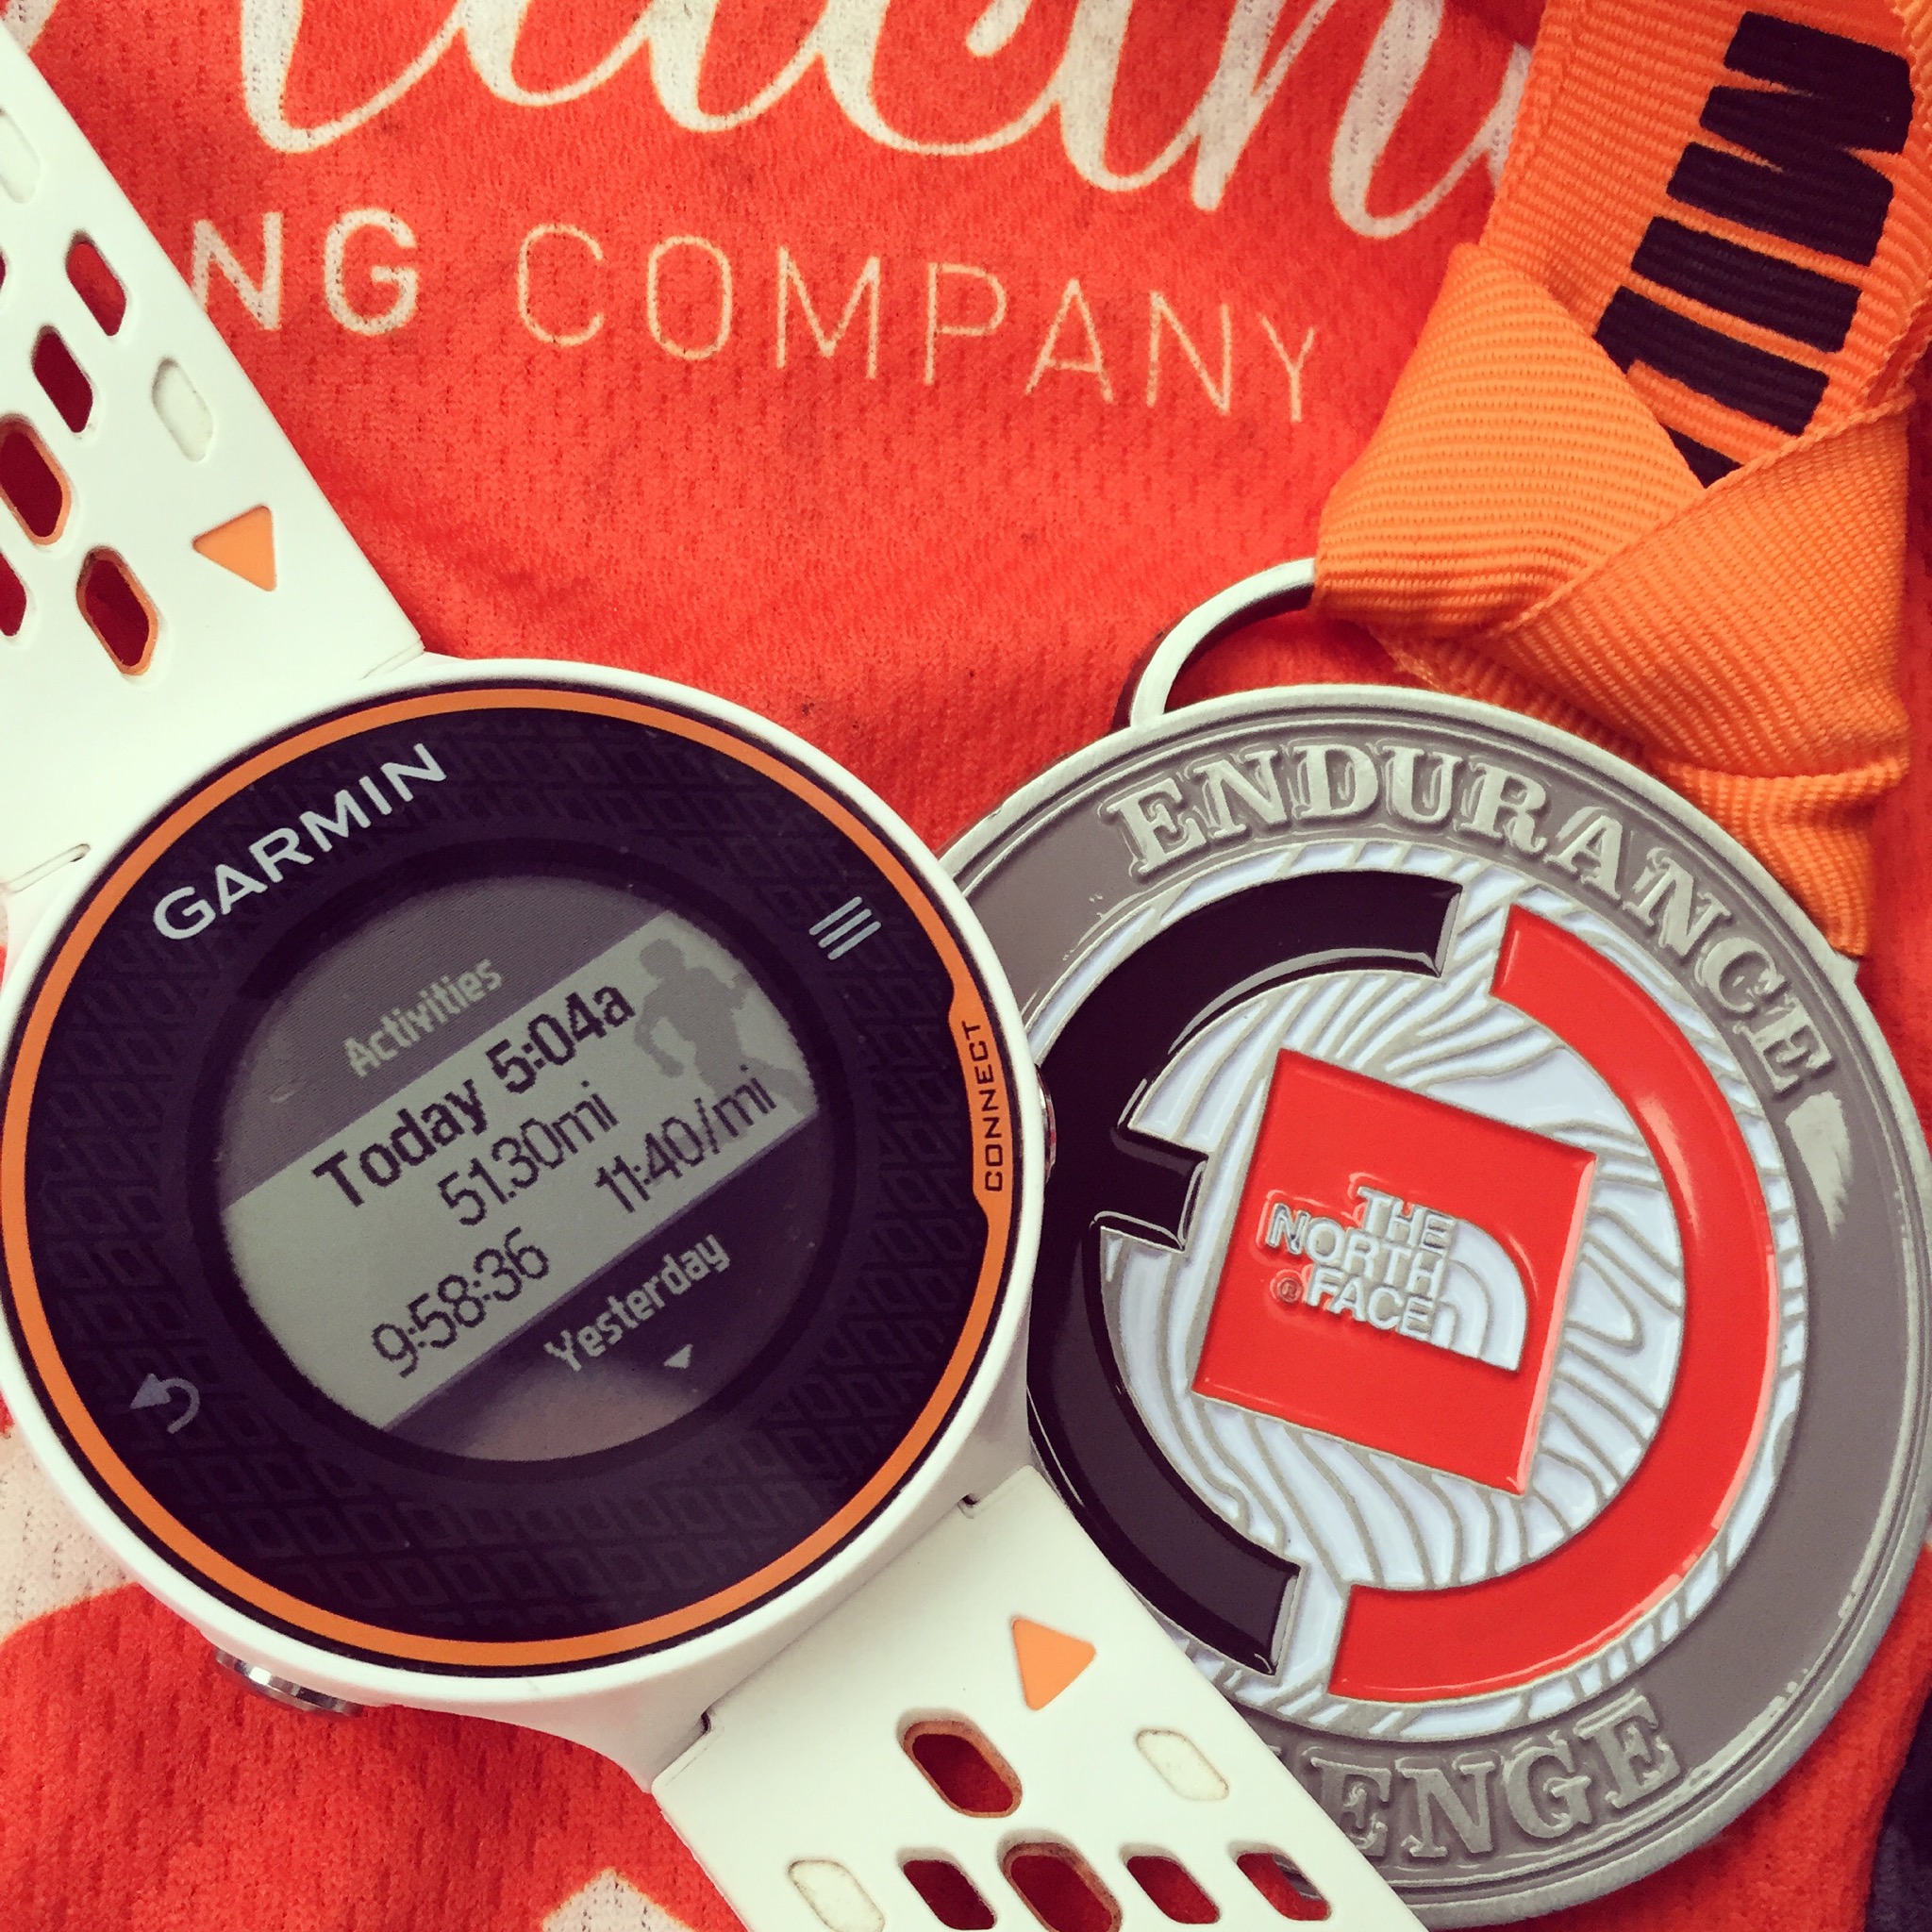 NG COMPANY
GARMIN
Activities
Today 5:04a
51.30mi
9:58:36 11:40/mi
Yesterday
CONNECT
ENDURANCE
THE
NORTH
FACE
ENGE